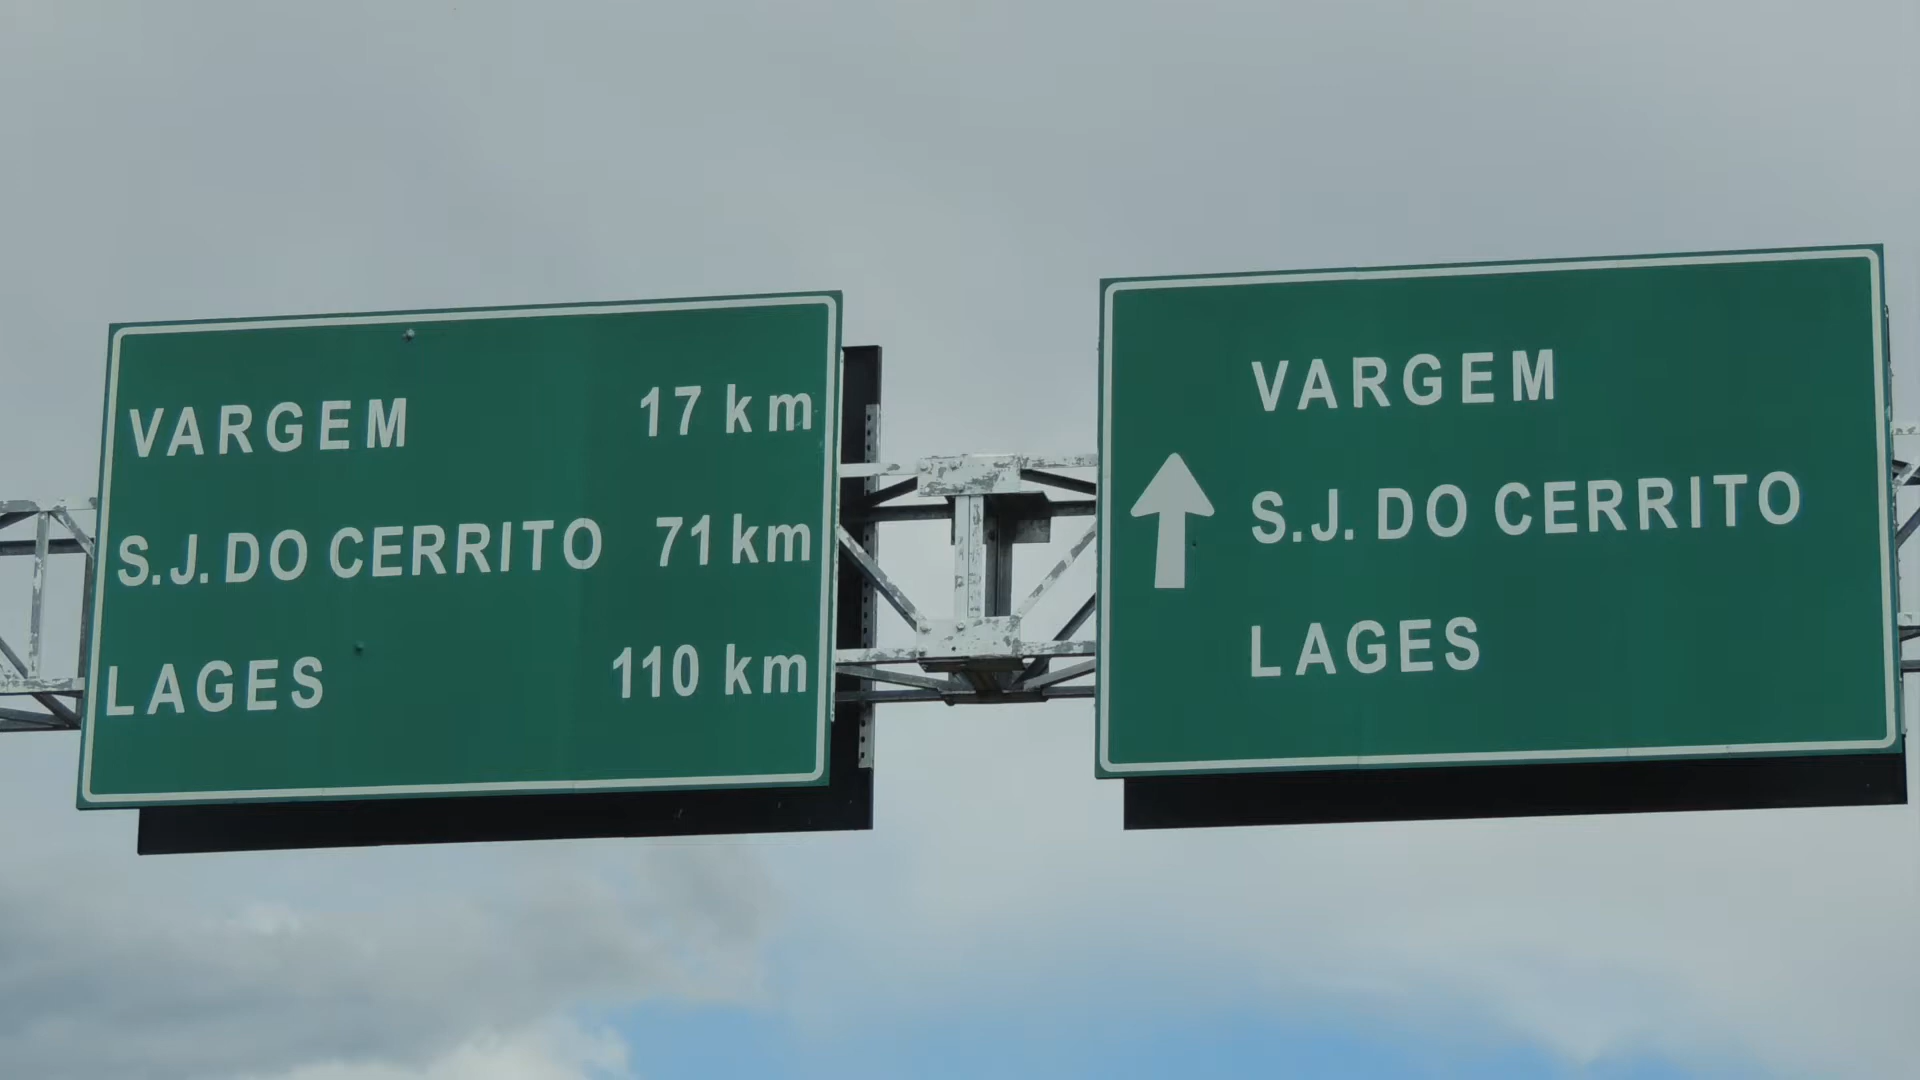 VARGEM 17 km
S.J. DO CERRITO 71 km
LAGES 110 km
VARGEM
S.J. DO CERRITO
LAGES